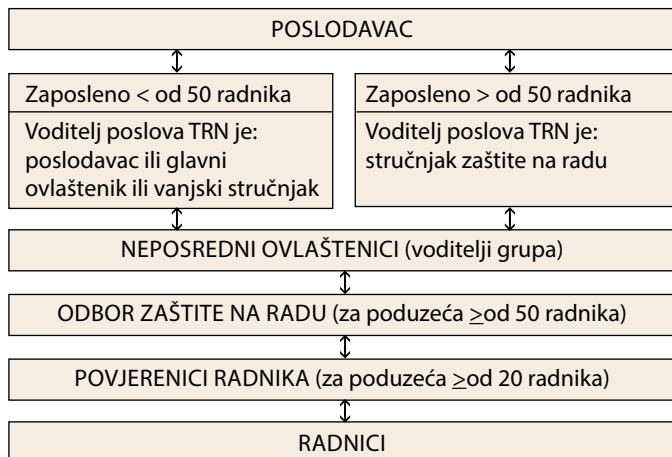 POSLODAVAC
Zaposleno < od 50 radnika
Voditelj poslova TRN je:
poslodavac ili glavni
ovlaštenik ili vanjski stručnjak
Zaposleno > od 50 radnika
Voditelj poslova TRN je:
stručnjak zaštite na radu
NEPOSREDNI OVLAŠTENICI (voditelji grupa)
ODBOR ZAŠTITE NA RADU (za poduzeća ≥od 50 radnika)
POVJERENICI RADNIKA (za poduzeća ≥od 20 radnika)
RADNICI